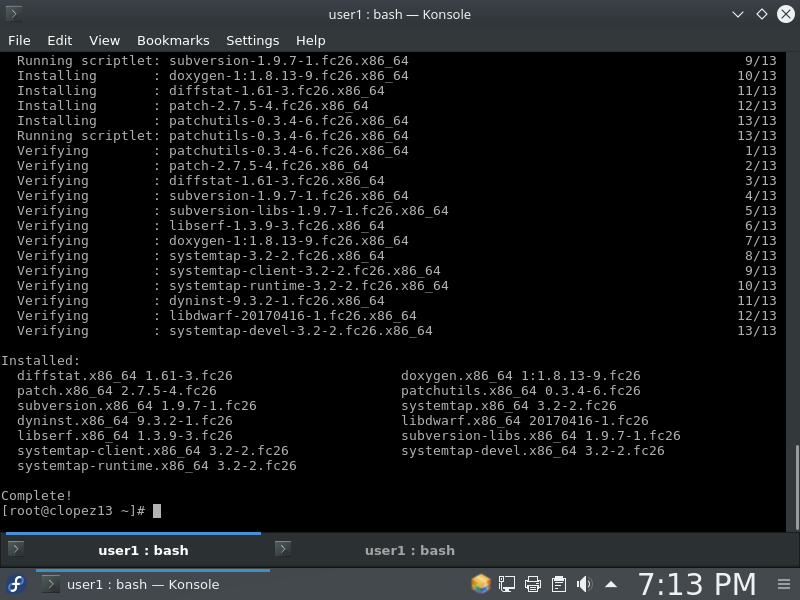 user1 : bash — Konsole
File Edit View Bookmarks Settings Help
Running scriptlet: subversion-1.9.7-1.fc26.x86_64 9/13
Installing : doxygen-1:1.8.13-9.fc26.x86_64 10/13
Installing : diffstat-1.61-3.fc26.x86_64 11/13
Installing : patch-2.7.5-4.fc26.x86_64 12/13
Installing : patchutils-0.3.4-6.fc26.x86_64 13/13
Running scriptlet: patchutils-0.3.4-6.fc26.x86_64 13/13
Verifying : patchutils-0.3.4-6.fc26.x86_64 1/13
Verifying : patch-2.7.5-4.fc26.x86_64 2/13
Verifying : diffstat-1.61-3.fc26.x86_64 3/13
Verifying : subversion-1.9.7-1.fc26.x86_64 4/13
Verifying : subversion-libs-1.9.7-1.fc26.x86_64 5/13
Verifying : libserf-1.3.9-3.fc26.x86_64 6/13
Verifying : doxygen-1:1.8.13-9.fc26.x86_64 7/13
Verifying : systemtap-3.2-2.fc26.x86_64 8/13
Verifying : systemtap-client-3.2-2.fc26.x86_64 9/13
Verifying : systemtap-runtime-3.2-2.fc26.x86_64 10/13
Verifying : dyninst-9.3.2-1.fc26.x86_64 11/13
Verifying : libdwarf-20170416-1.fc26.x86_64 12/13
Verifying : systemtap-devel-3.2-2.fc26.x86_64 13/13
Installed:
diffstat.x86_64 1.61-3.fc26 doxygen.x86_64 1:1.8.13-9.fc26
patch.x86_64 2.7.5-4.fc26 patchutils.x86_64 0.3.4-6.fc26
subversion.x86_64 1.9.7-1.fc26 systemtap.x86_64 3.2-2.fc26
dyninst.x86_64 9.3.2-1.fc26 libdwarf.x86_64 20170416-1.fc26
libserf.x86_64 1.3.9-3.fc26 subversion-libs.x86_64 1.9.7-1.fc26
systemtap-client.x86_64 3.2-2.fc26 systemtap-devel.x86_64 3.2-2.fc26
systemtap-runtime.x86_64 3.2-2.fc26
Complete!
[root@clopez13 ~]#
user1 : bash user1 : bash
user1 : bash — Konsole 7:13 PM